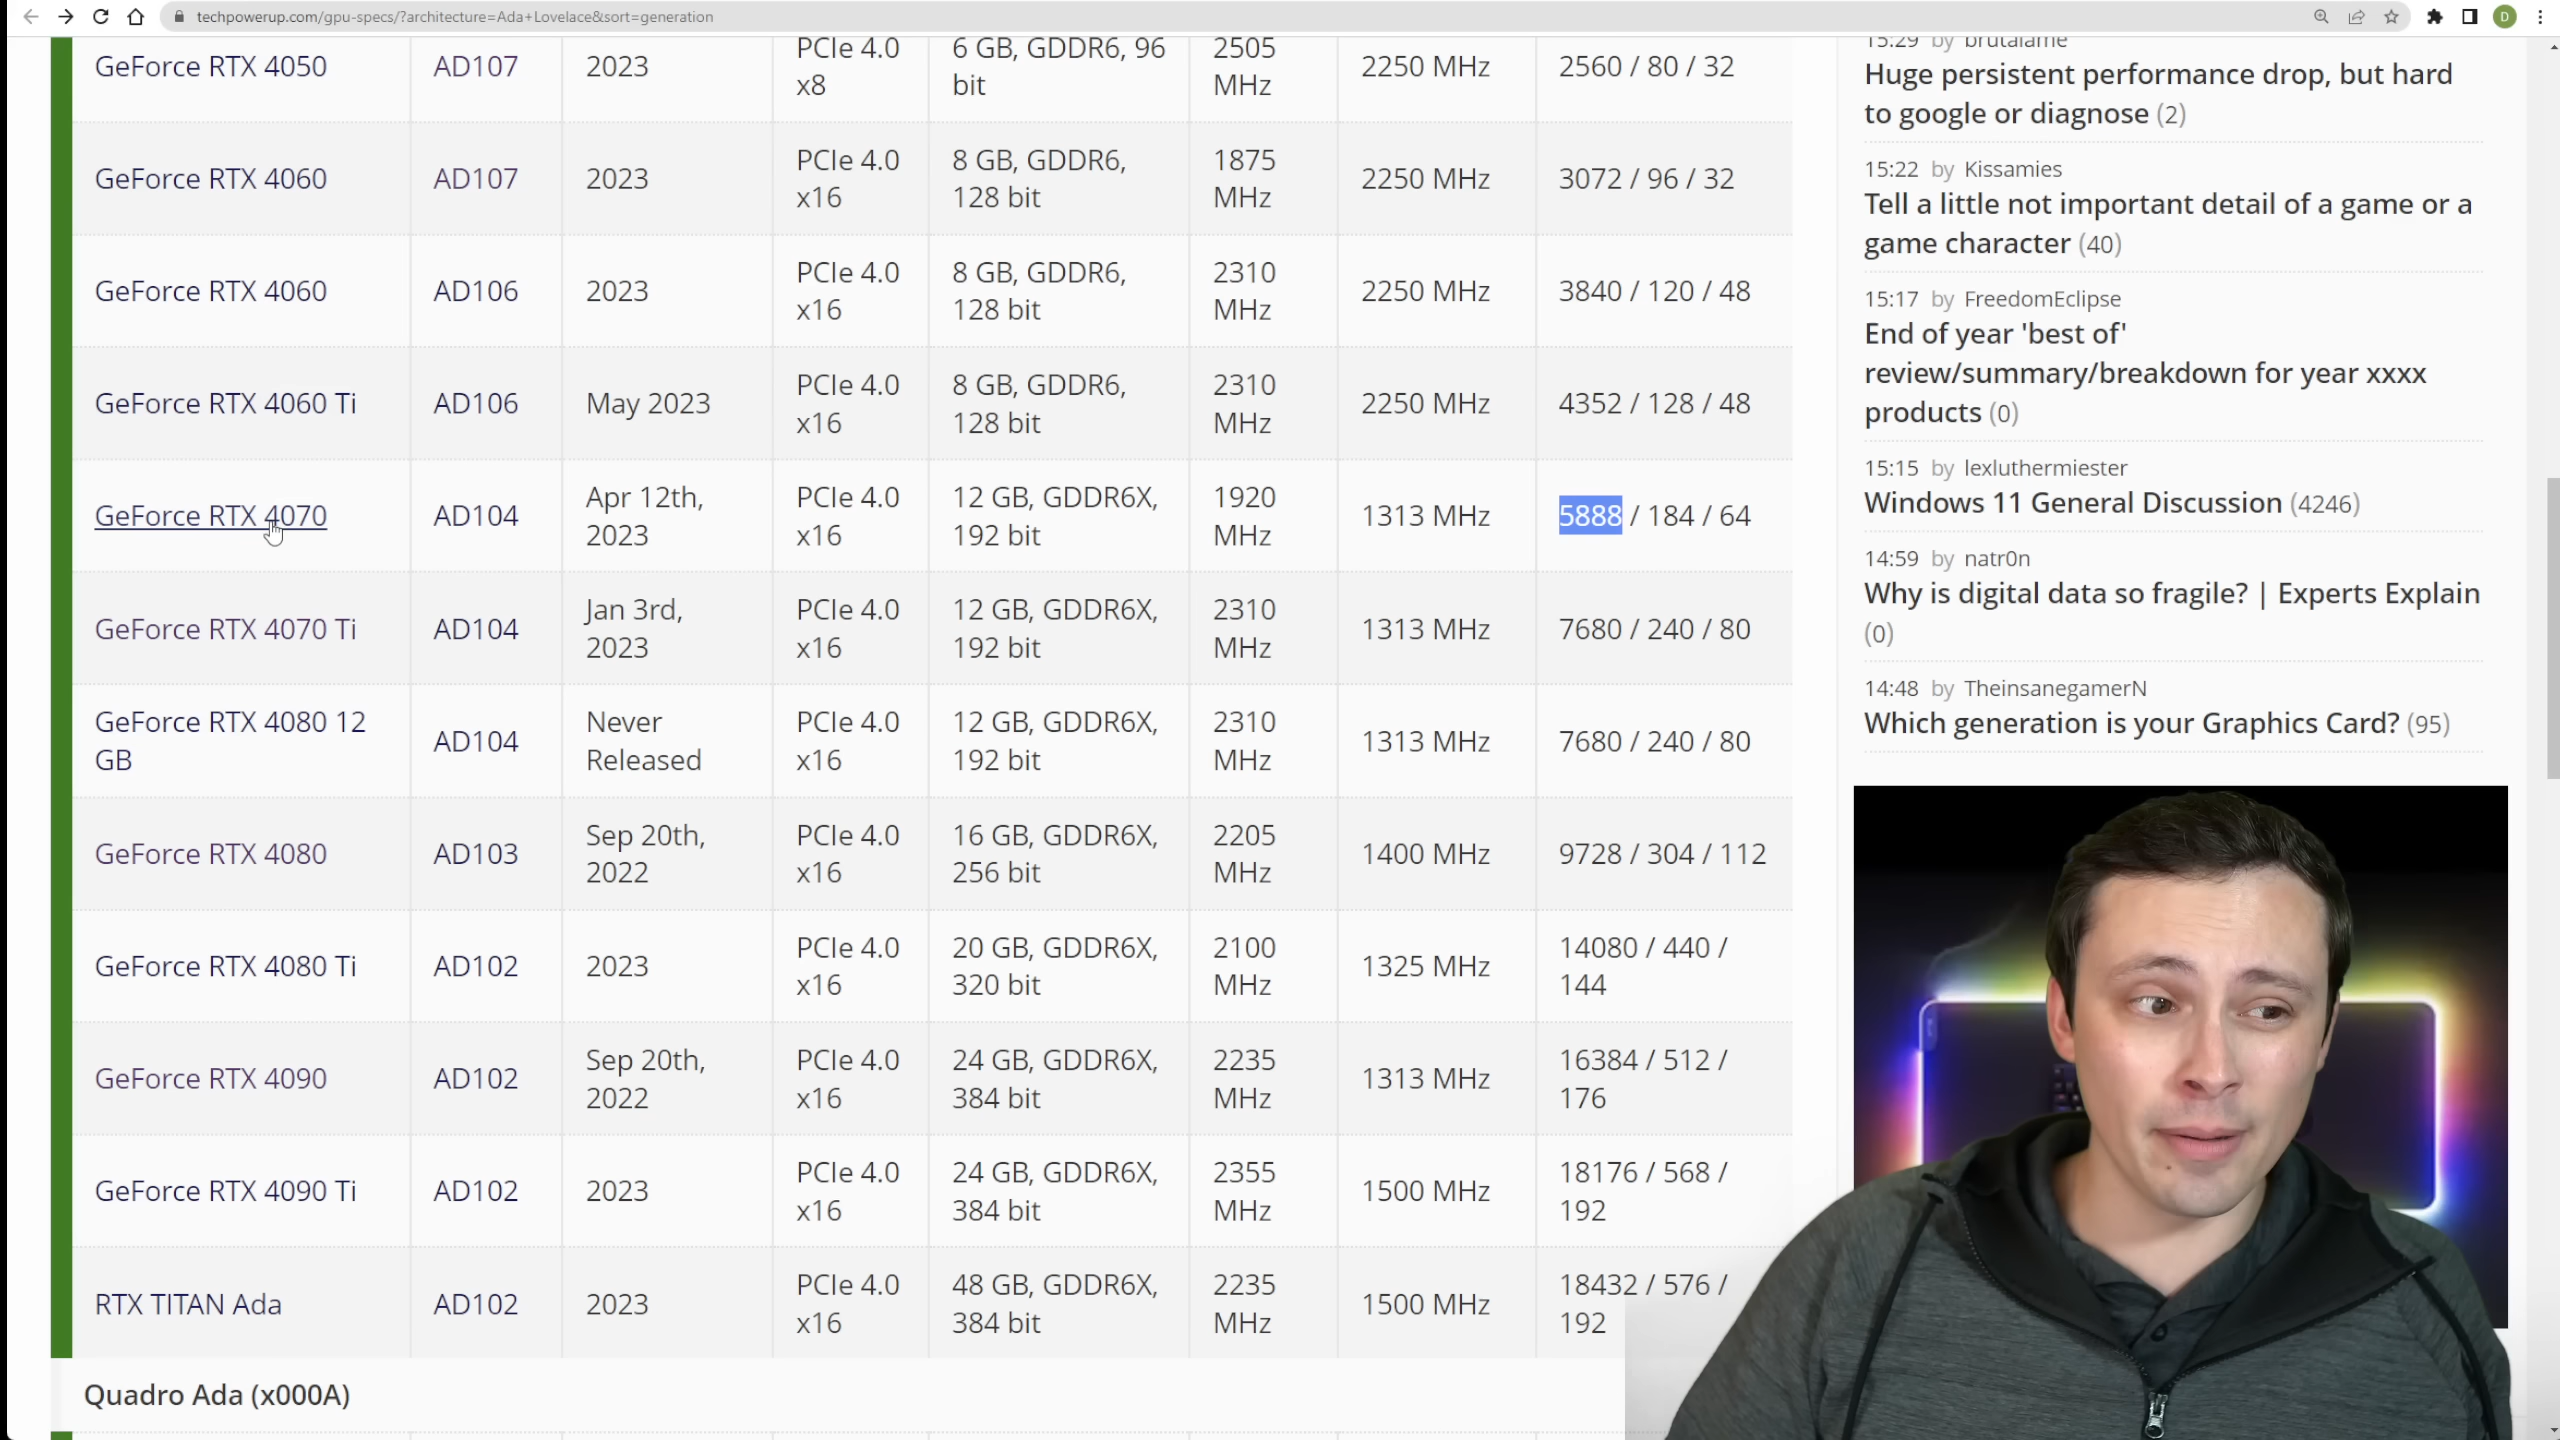 techpowerup.com/gpu-specs/?architecture=Ada+Lovelace&sort=generation
D
GeForce RTX 4050
AD107
2023
PCIe 4.0
x8
6 GB, GDDR6, 96
bit
2505
MHz
2250 MHz
2560 / 80 / 32
GeForce RTX 4060
AD107
2023
PCIe 4.0
x16
8 GB, GDDR6,
128 bit
1875
MHz
2250 MHz
3072 / 96 / 32
GeForce RTX 4060
AD106
2023
PCIe 4.0
x16
8 GB, GDDR6,
128 bit
2310
MHz
2250 MHz
3840 / 120 / 48
GeForce RTX 4060 Ti
AD106
May 2023
PCIe 4.0
x16
8 GB, GDDR6,
128 bit
2310
MHz
2250 MHz
4352 / 128 / 48
GeForce RTX 4070
AD104
Apr 12th,
2023
PCIe 4.0
x16
12 GB, GDDR6X,
192 bit
1920
MHz
1313 MHz
5888 / 184 / 64
GeForce RTX 4070 Ti
AD104
Jan 3rd,
2023
PCIe 4.0
x16
12 GB, GDDR6X,
192 bit
2310
MHz
1313 MHz
7680 / 240 / 80
GeForce RTX 4080 12
GB
AD104
Never
Released
PCIe 4.0
x16
12 GB, GDDR6X,
192 bit
2310
MHz
1313 MHz
7680 / 240 / 80
GeForce RTX 4080
AD103
Sep 20th,
2022
PCIe 4.0
x16
16 GB, GDDR6X,
256 bit
2205
MHz
1400 MHz
9728 / 304 / 112
GeForce RTX 4080 Ti
AD102
2023
PCIe 4.0
x16
20 GB, GDDR6X,
320 bit
2100
MHz
1325 MHz
14080 / 440 /
144
GeForce RTX 4090
AD102
Sep 20th,
2022
PCIe 4.0
x16
24 GB, GDDR6X,
384 bit
2235
MHz
1313 MHz
16384 / 512 /
176
GeForce RTX 4090 Ti
AD102
2023
PCIe 4.0
x16
24 GB, GDDR6X,
384 bit
2355
MHz
1500 MHz
18176 / 568 /
192
RTX TITAN Ada
AD102
2023
PCIe 4.0
x16
48 GB, GDDR6X,
384 bit
2235
MHz
1500 MHz
18432 / 576 /
192
Quadro Ada (x000A)
15:29 by brutalame
Huge persistent performance drop, but hard
to google or diagnose (2)
15:22 by Kissamies
Tell a little not important detail of a game or a
game character (40)
15:17 by FreedomEclipse
End of year 'best of'
review/summary/breakdown for year xxxx
products (0)
15:15 by lexluthermiester
Windows 11 General Discussion (4246)
14:59 by natr0n
Why is digital data so fragile? | Experts Explain
(0)
14:48 by TheinsanegamerN
Which generation is your Graphics Card? (95)